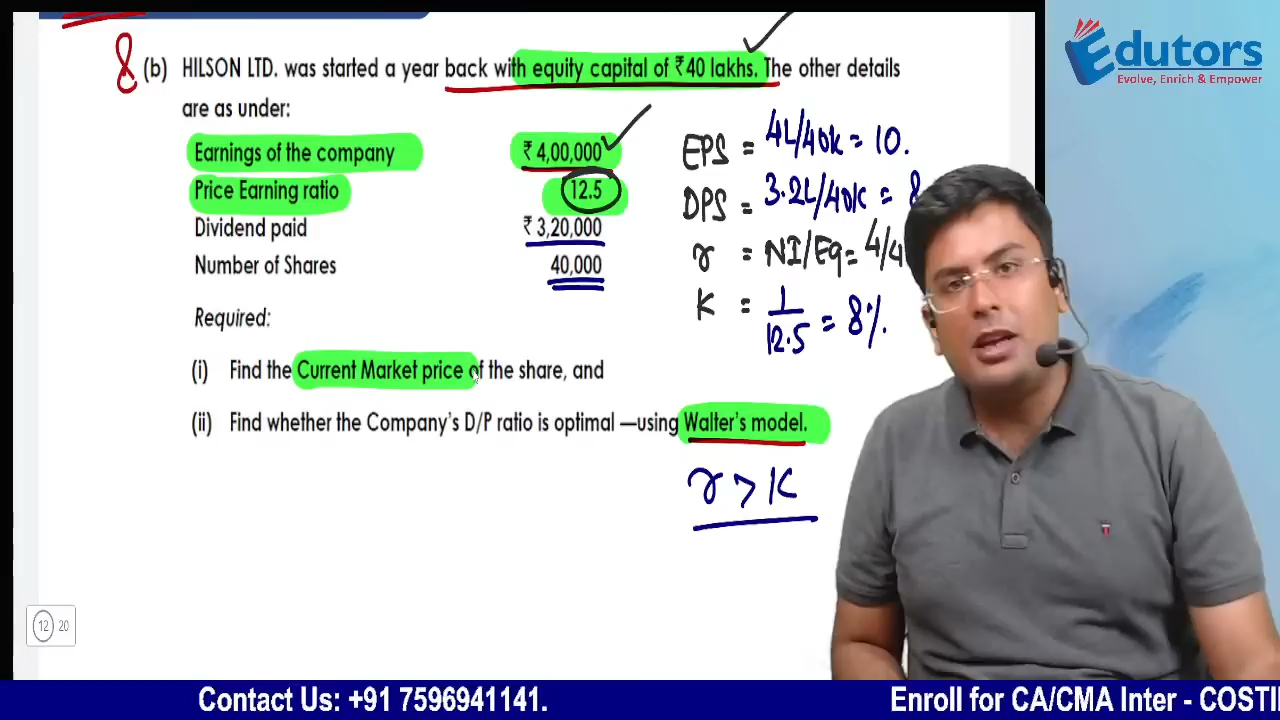 Edutors
Evolve, Enrich & Empower
8 (b) HILSON LTD. was started a year back with equity capital of ₹40 lakhs. The other details
are as under:
Earnings of the company ₹ 4,00,000
Price Earning ratio 12.5
Dividend paid ₹ 3,20,000
Number of Shares 40,000
EPS = 4L/40k = 10.
DPS = 3.2L/40k = 8
r = NI/Eq = 4/4
K = 1/12.5 = 8%.
Required:
(i) Find the Current Market price of the share, and
(ii) Find whether the Company's D/P ratio is optimal —using Walter's model.
r > K
12 20
Contact Us: +91 7596941141.
Enroll for CA/CMA Inter - COSTI